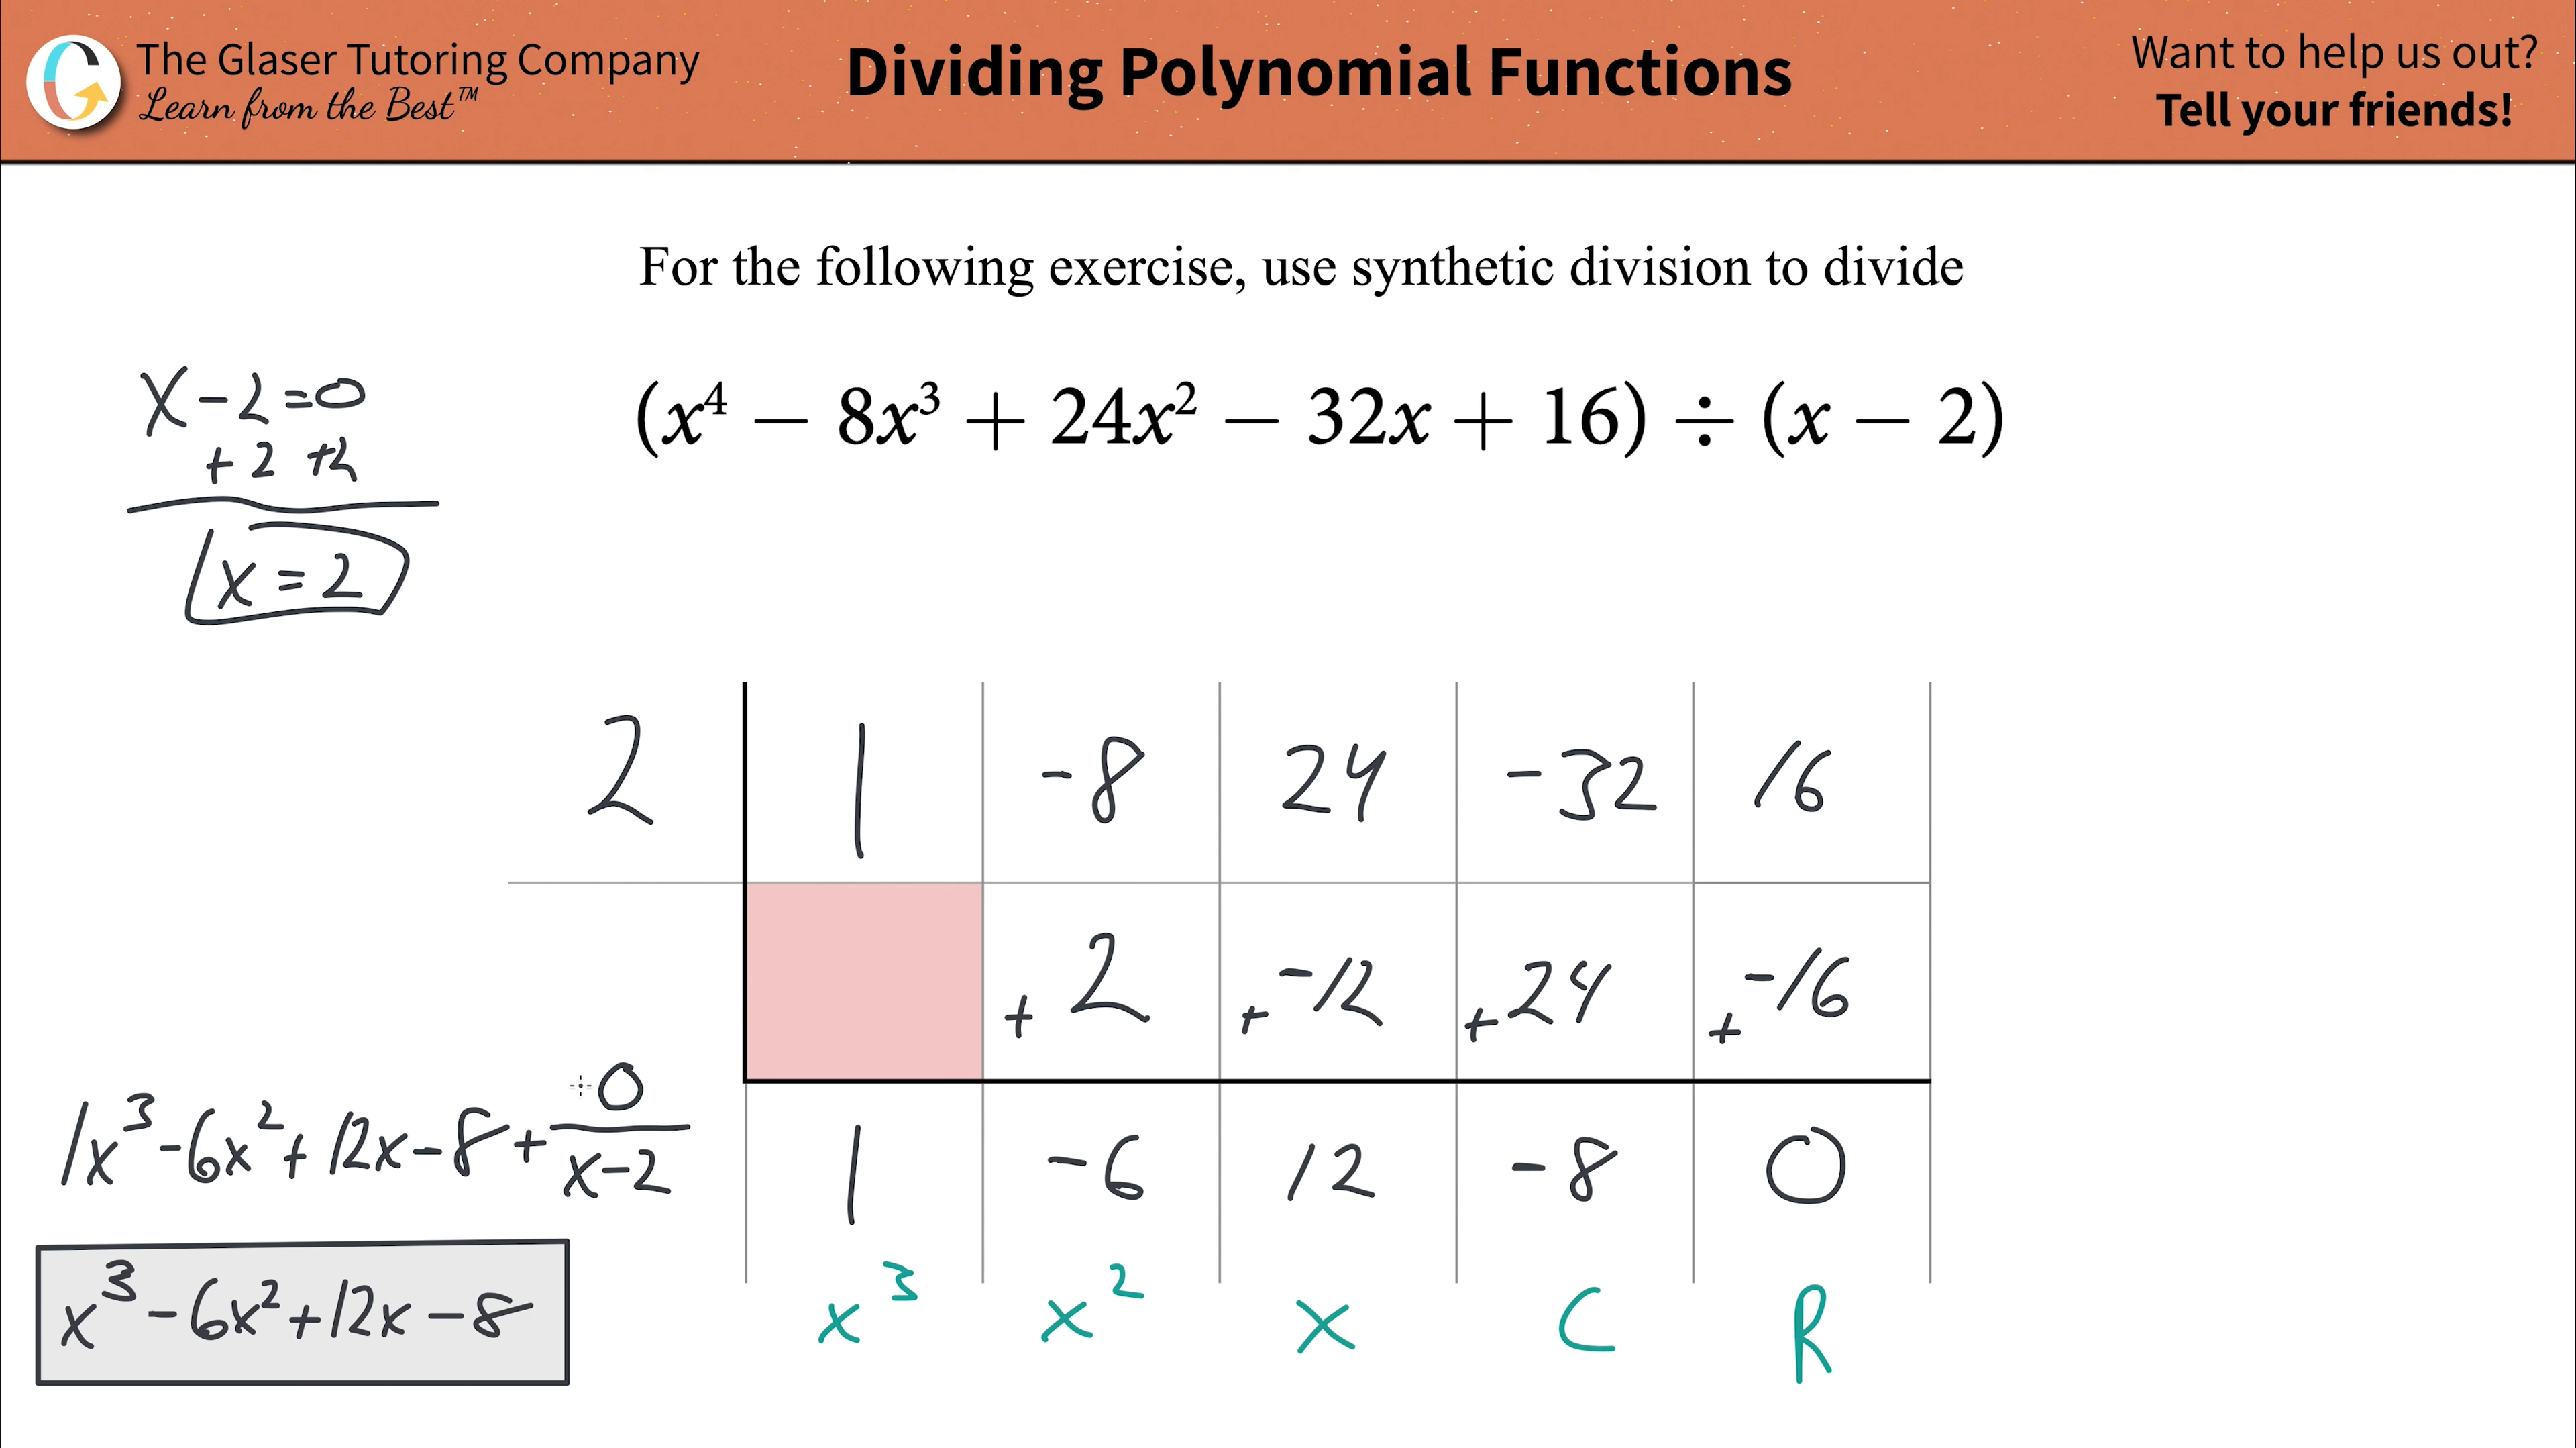 The Glaser Tutoring Company
Learn from the Best™
Dividing Polynomial Functions
Want to help us out?
Tell your friends!
For the following exercise, use synthetic division to divide
(x⁴ − 8x³ + 24x² − 32x + 16) ÷ (x − 2)
x-2=0
+2 +2
x=2
2 1 -8 24 -32 16
+2 +-12 +24 +-16
1 -6 12 -8 0
x³ x² x C R
1x³-6x²+12x-8+0/(x-2)
x³-6x²+12x-8